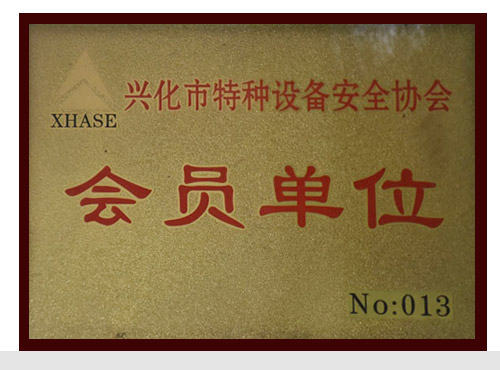 兴化市特种设备安全协会
XHASE
会员单位
No:013